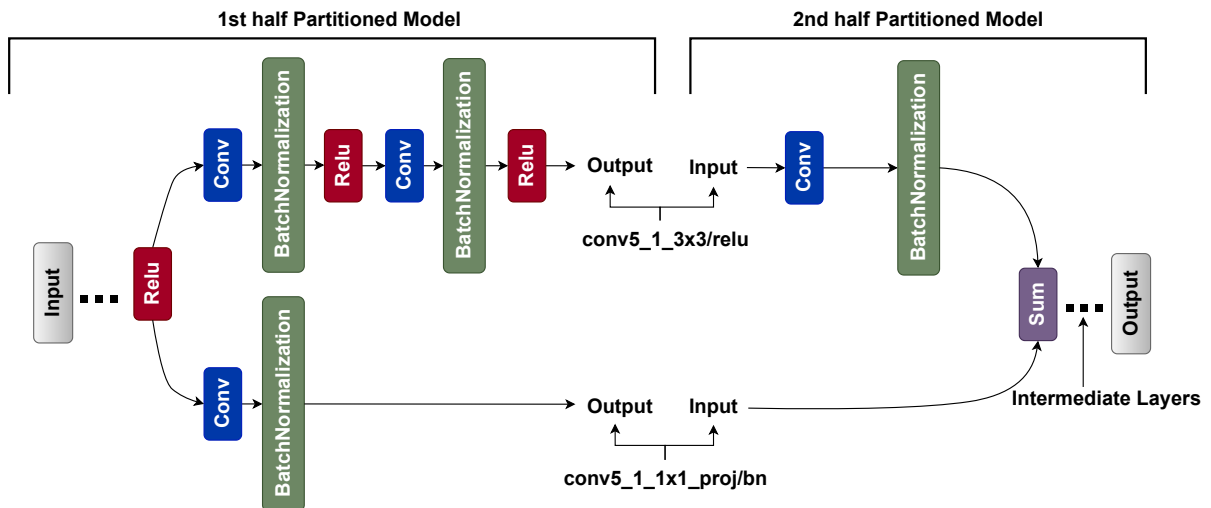 1st half Partitioned Model
2nd half Partitioned Model
Input
Relu
Conv
BatchNormalization
Relu
Conv
BatchNormalization
Relu
Output
Input
conv5_1_3x3/relu
Conv
BatchNormalization
Conv
BatchNormalization
Output
Input
conv5_1_1x1_proj/bn
Sum
Output
Intermediate Layers